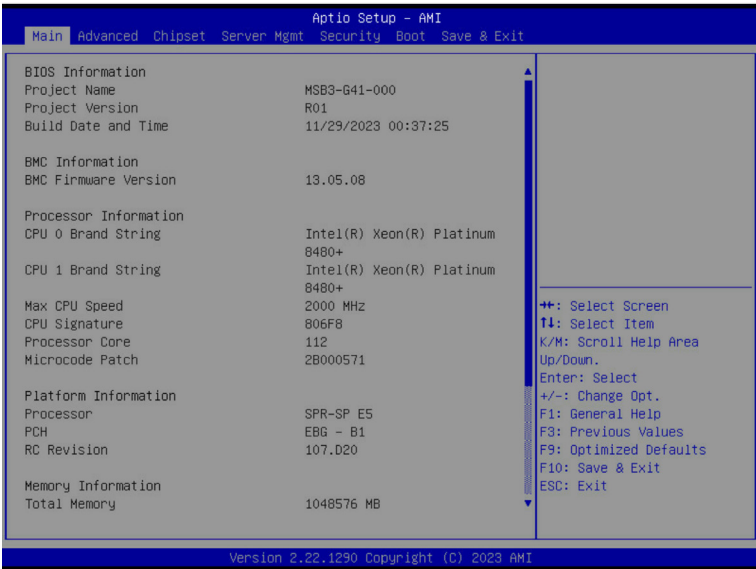 Aptio Setup – AMI
Main Advanced Chipset Server Mgmt Security Boot Save & Exit
BIOS Information
Project Name MSB3-G41-000
Project Version R01
Build Date and Time 11/29/2023 00:37:25
BMC Information
BMC Firmware Version 13.05.08
Processor Information
CPU 0 Brand String Intel(R) Xeon(R) Platinum
8480+
CPU 1 Brand String Intel(R) Xeon(R) Platinum
8480+
Max CPU Speed 2000 MHz
CPU Signature 806F8
Processor Core 112
Microcode Patch 2B000571
Platform Information
Processor SPR-SP E5
PCH EBG - B1
RC Revision 107.D20
Memory Information
Total Memory 1048576 MB
→←: Select Screen
↑↓: Select Item
K/M: Scroll Help Area
Up/Down.
Enter: Select
+/-: Change Opt.
F1: General Help
F3: Previous Values
F9: Optimized Defaults
F10: Save & Exit
ESC: Exit
Version 2.22.1290 Copyright (C) 2023 AMI